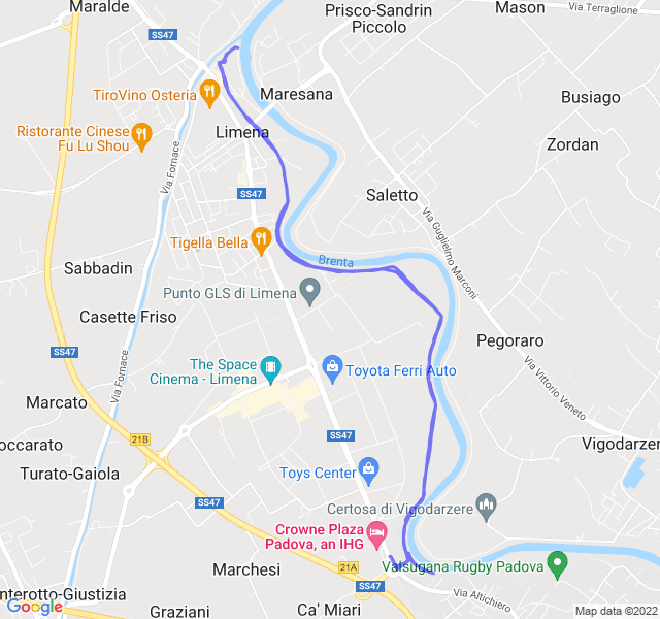 Maralde
SS47
Prisco-Sandrin
Piccolo
Mason
Via Terraglione
TiroVino Osteria
Maresana
Busiago
Ristorante Cinese
Fu Lu Shou
Limena
Zordan
Via Fornace
SS47
Saletto
Via Guglielmo Marconi
Tigella Bella
Brenta
Sabbadin
Punto GLS di Limena
Casette Friso
Pegoraro
SS47
Via Fornace
The Space
Cinema - Limena
Toyota Ferri Auto
Via Vittorio Veneto
Marcato
21B
SS47
occarato
Vigodarzere
Turato-Gaiola
Toys Center
SS47
Certosa di Vigodarzere
Crowne Plaza
Padova, an IHG
Marchesi
21A
Valsugana Rugby Padova
SS47
nterotto-Giustizia
Via Aftichiero
Google
Graziani
Ca' Miari
Map data ©2022